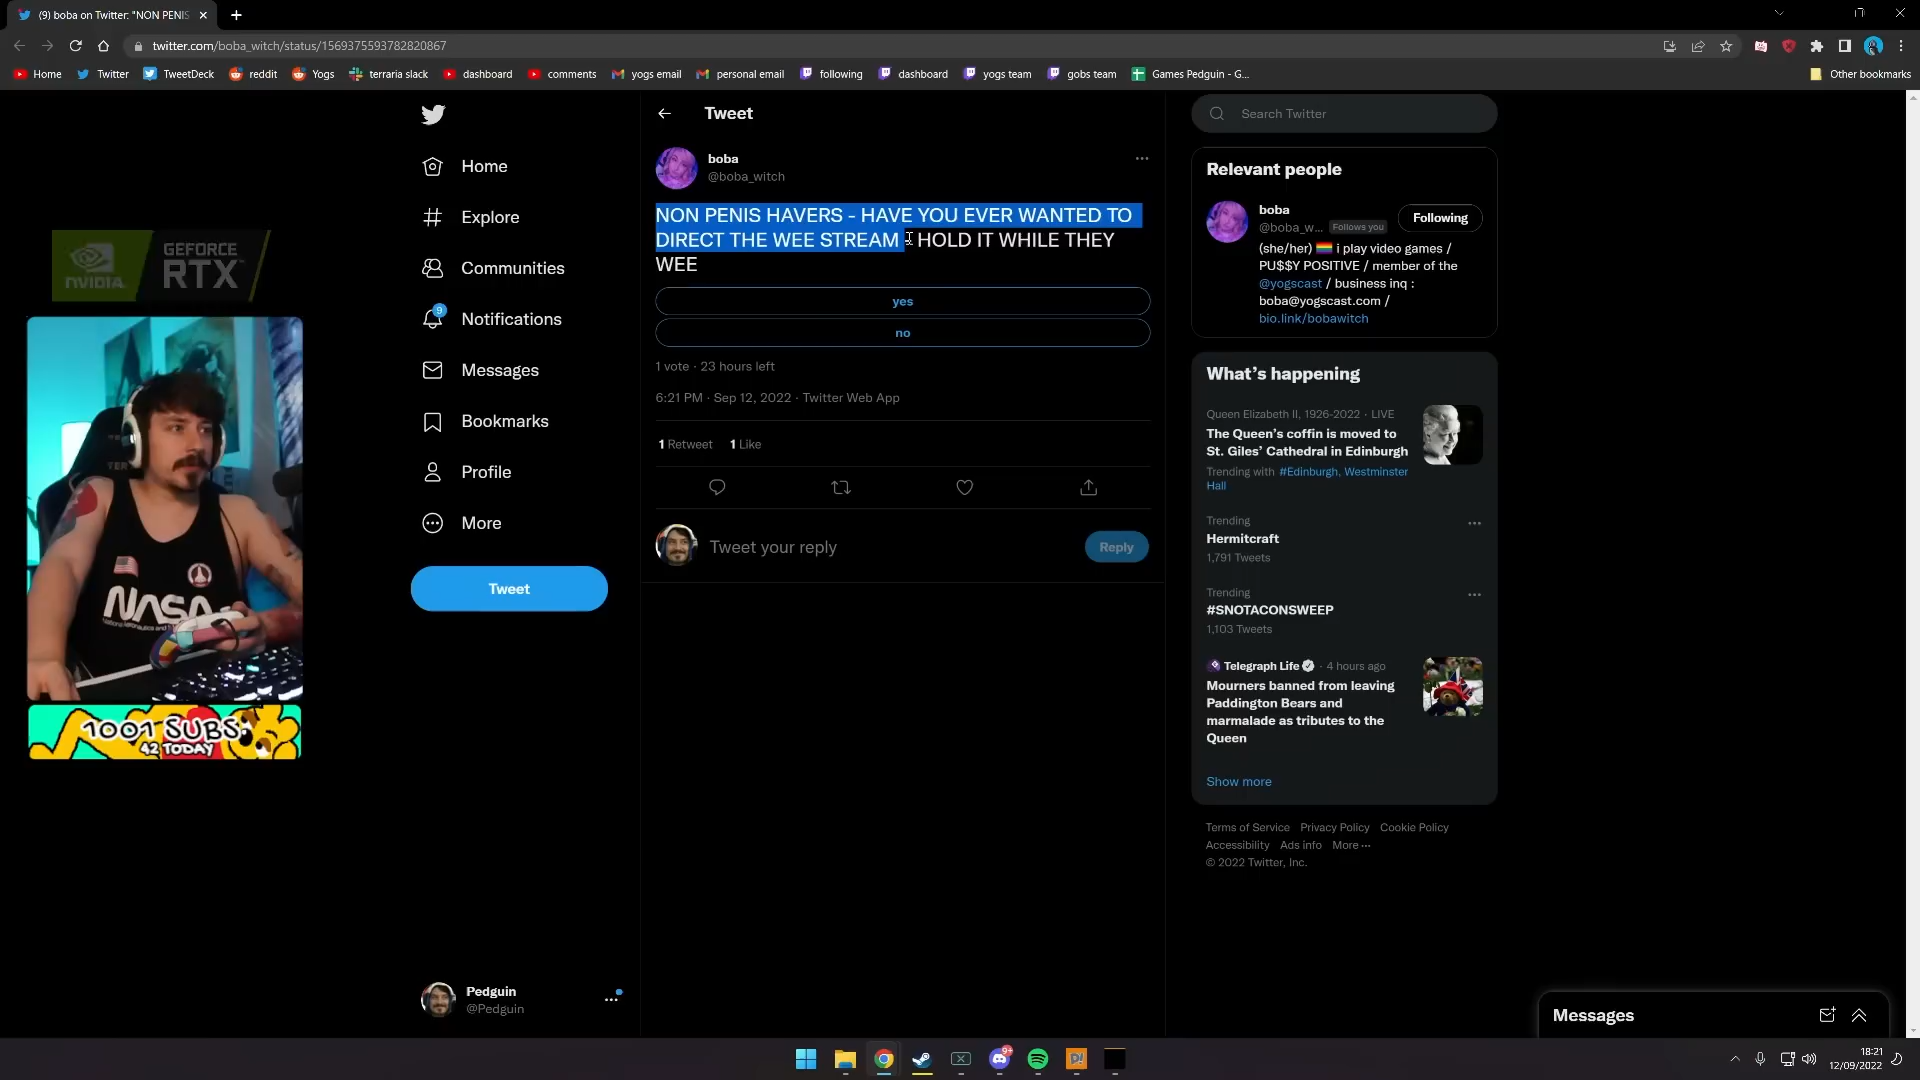 (9) boba on Twitter: "NON PENIS
twitter.com/boba_witch/status/1569375593782820867
Home
Twitter
TweetDeck
reddit
Yogs
terraria slack
dashboard
comments
yogs email
personal email
following
dashboard
yogs team
gobs team
Games Pedguin - G...
Other bookmarks
Home
Explore
Communities
9
Notifications
Messages
Bookmarks
Profile
More
Tweet
Pedguin
@Pedguin
NVIDIA
GEFORCE
RTX
NASA
1001 SUBS
42 TODAY
Tweet
boba
@boba_witch
NON PENIS HAVERS - HAVE YOU EVER WANTED TO
DIRECT THE WEE STREAM - HOLD IT WHILE THEY
WEE
yes
no
1 vote · 23 hours left
6:21 PM · Sep 12, 2022 · Twitter Web App
1 Retweet 1 Like
Tweet your reply
Reply
Search Twitter
Relevant people
boba
@boba_w... Follows you
Following
(she/her) i play video games /
PU$$Y POSITIVE / member of the
@yogscast / business inq :
boba@yogscast.com /
bio.link/bobawitch
What's happening
Queen Elizabeth II, 1926-2022 · LIVE
The Queen's coffin is moved to
St. Giles' Cathedral in Edinburgh
Trending with #Edinburgh, Westminster
Hall
Trending
Hermitcraft
1,791 Tweets
Trending
#SNOTACONSWEEP
1,103 Tweets
Telegraph Life · 4 hours ago
Mourners banned from leaving
Paddington Bears and
marmalade as tributes to the
Queen
Show more
Terms of Service Privacy Policy Cookie Policy
Accessibility Ads info More ...
© 2022 Twitter, Inc.
Messages
9+
D!
18:21
12/09/2022